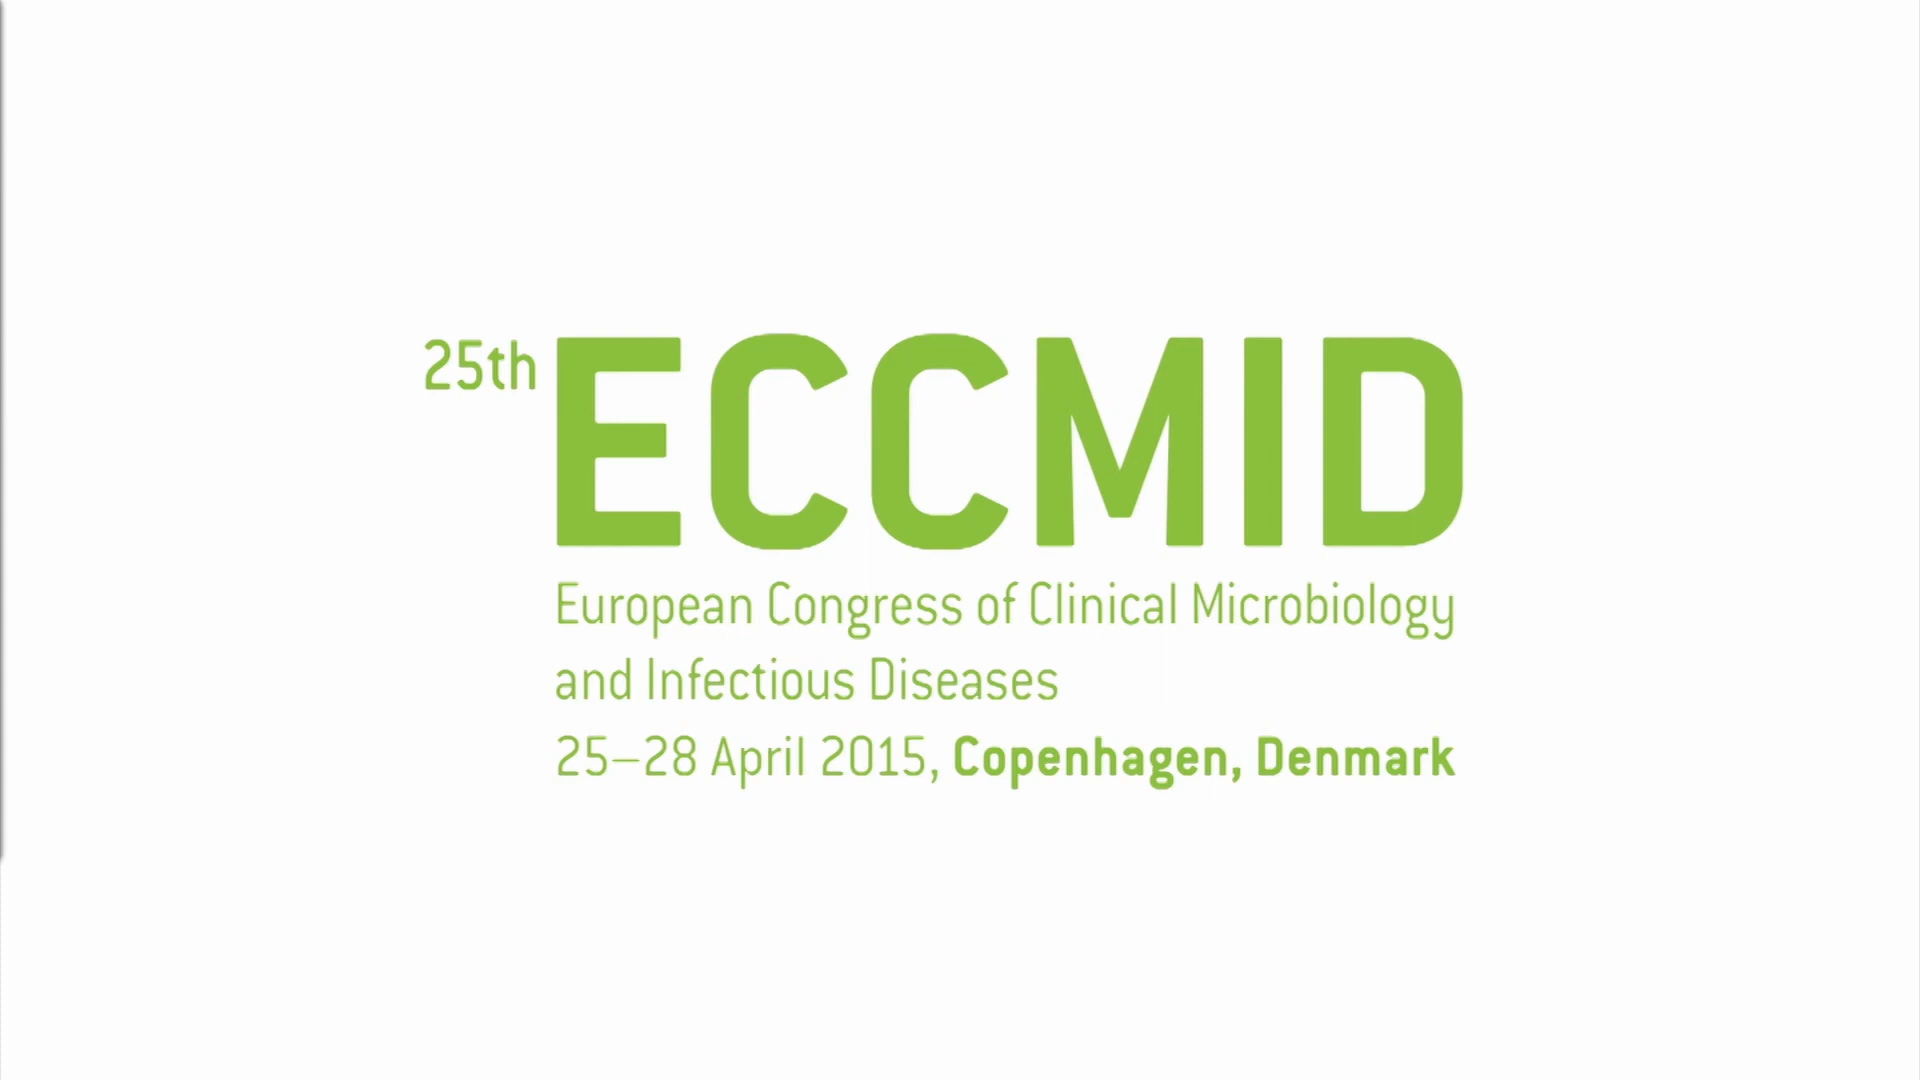 25th ECCMID
European Congress of Clinical Microbiology
and Infectious Diseases
25–28 April 2015, Copenhagen, Denmark